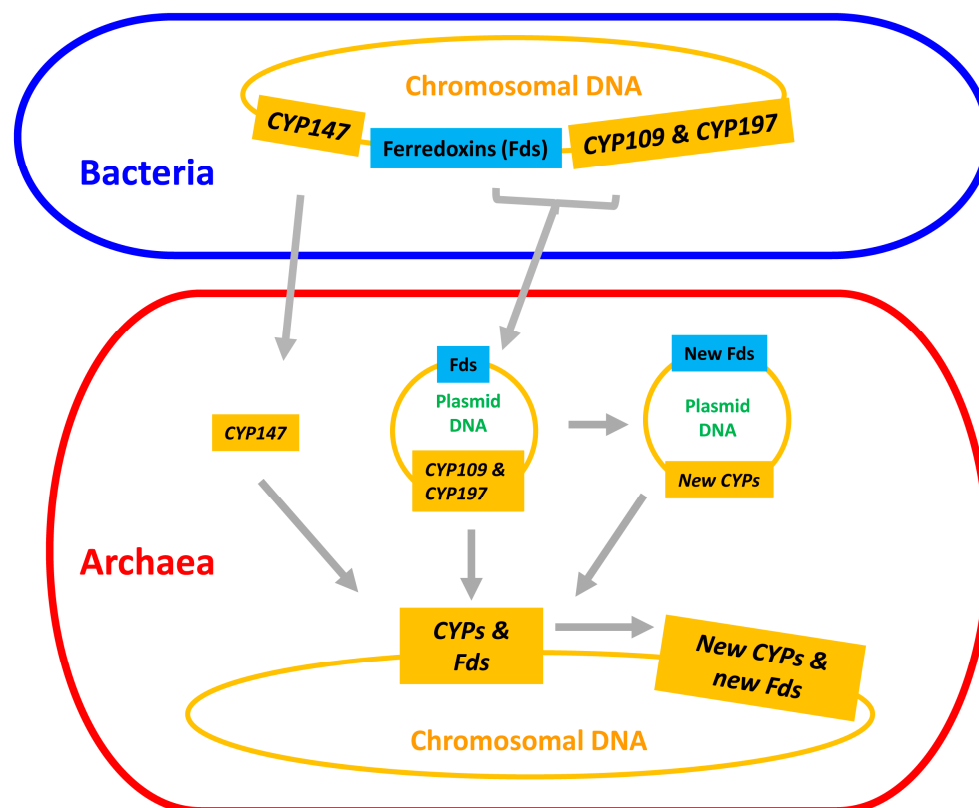 Chromosomal DNA
CYP147
Ferredoxins (Fds)
CYP109 & CYP197
Bacteria
Fds
Plasmid
DNA
CYP109 &
CYP197
New Fds
Plasmid
DNA
New CYPs
CYP147
Archaea
CYPs &
Fds
New CYPs &
new Fds
Chromosomal DNA